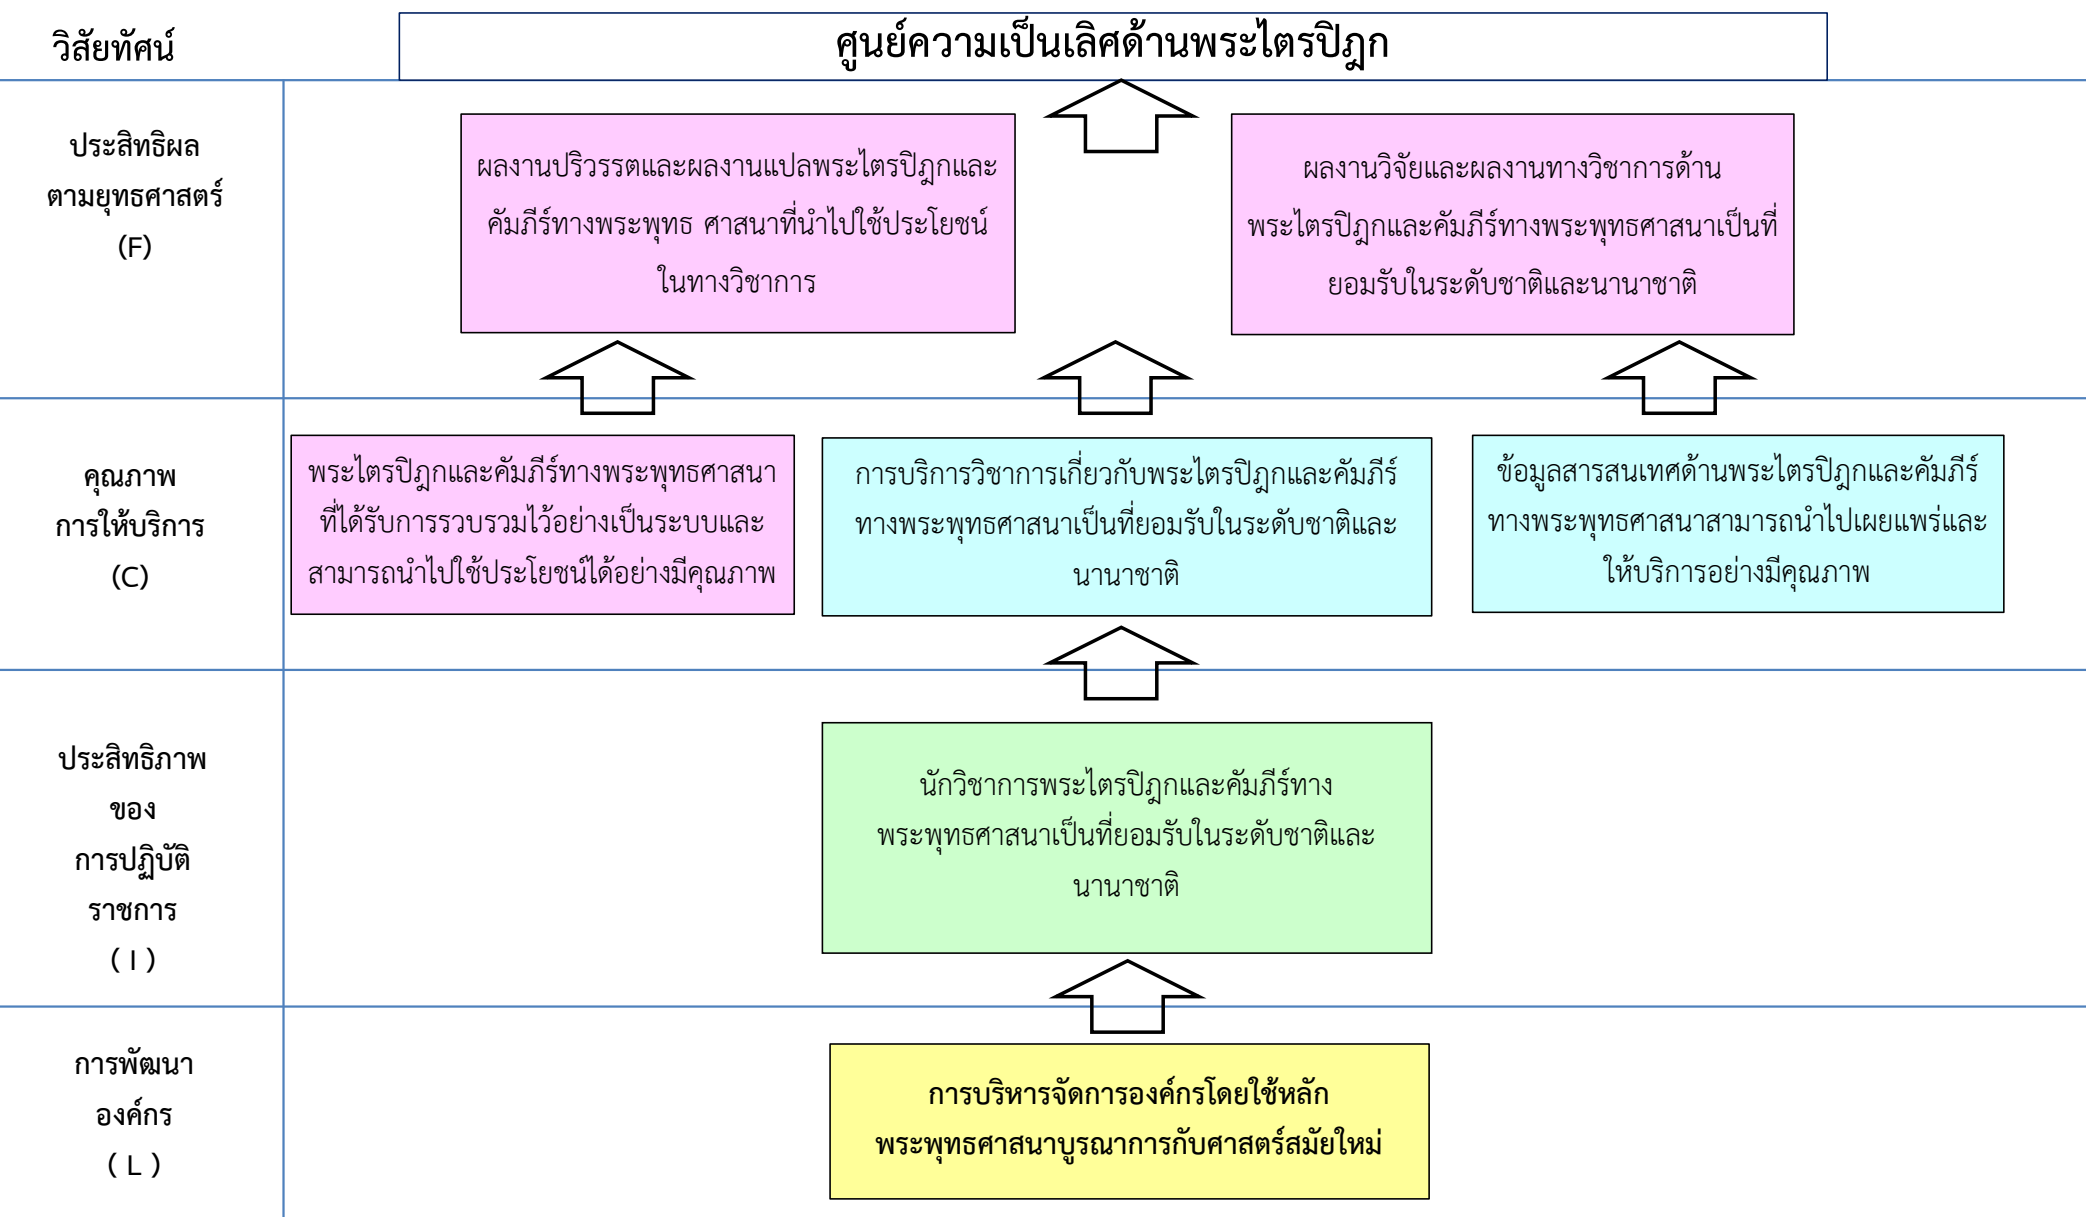 วิสัยทัศน์
ศูนย์ความเป็นเลิศด้านพระไตรปิฎก
ประสิทธิผล
ตามยุทธศาสตร์
(F)
ผลงานปริวรรตและผลงานแปลพระไตรปิฎกและ
คัมภีร์ทางพระพุทธ ศาสนาที่นำไปใช้ประโยชน์
ในทางวิชาการ
ผลงานวิจัยและผลงานทางวิชาการด้าน
พระไตรปิฎกและคัมภีร์ทางพระพุทธศาสนาเป็นที่
ยอมรับในระดับชาติและนานาชาติ
คุณภาพ
การให้บริการ
(C)
พระไตรปิฎกและคัมภีร์ทางพระพุทธศาสนา
ที่ได้รับการรวบรวมไว้อย่างเป็นระบบและ
สามารถนำไปใช้ประโยชน์ได้อย่างมีคุณภาพ
การบริการวิชาการเกี่ยวกับพระไตรปิฎกและคัมภีร์
ทางพระพุทธศาสนาเป็นที่ยอมรับในระดับชาติและ
นานาชาติ
ข้อมูลสารสนเทศด้านพระไตรปิฎกและคัมภีร์
ทางพระพุทธศาสนาสามารถนำไปเผยแพร่และ
ให้บริการอย่างมีคุณภาพ
ประสิทธิภาพ
ของ
การปฏิบัติ
ราชการ
( I )
นักวิชาการพระไตรปิฎกและคัมภีร์ทาง
พระพุทธศาสนาเป็นที่ยอมรับในระดับชาติและ
นานาชาติ
การพัฒนา
องค์กร
( L )
การบริหารจัดการองค์กรโดยใช้หลัก
พระพุทธศาสนาบูรณาการกับศาสตร์สมัยใหม่